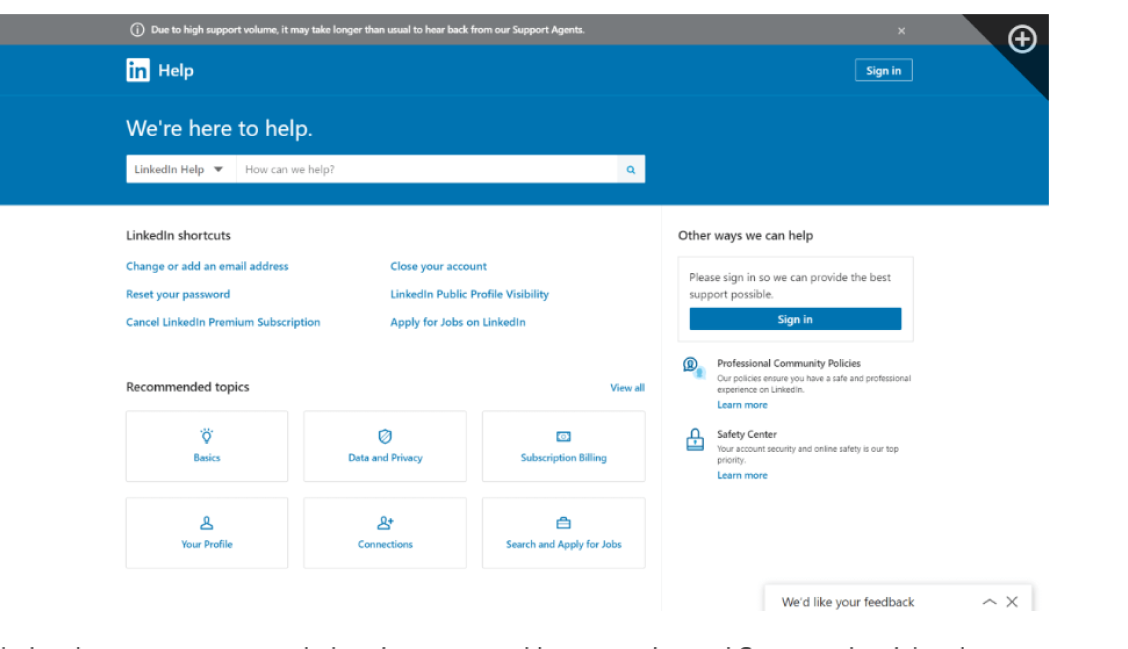 Due to high support volume, it may take longer than usual to hear back from our Support Agents.
in Help
Sign in
We're here to help.
LinkedIn Help
How can we help?
LinkedIn shortcuts
Change or add an email address
Close your account
Reset your password
LinkedIn Public Profile Visibility
Cancel LinkedIn Premium Subscription
Apply for Jobs on LinkedIn
Recommended topics
View all
Basics
Data and Privacy
Subscription Billing
Your Profile
Connections
Search and Apply for Jobs
Other ways we can help
Please sign in so we can provide the best
support possible.
Sign in
Professional Community Policies
Our policies ensure you have a safe and professional
experience on LinkedIn.
Learn more
Safety Center
Your account security and online safety is our top
priority.
Learn more
We'd like your feedback